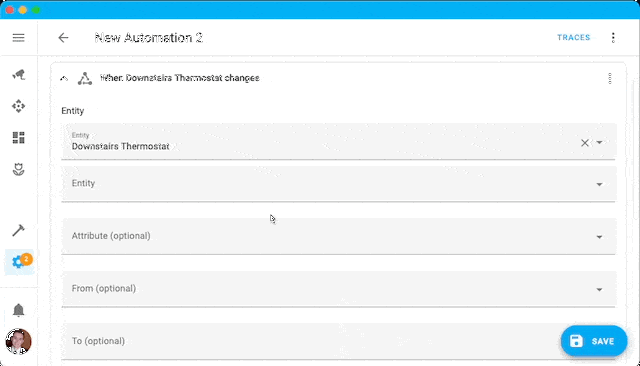 New Automation 2
TRACES
When Downstairs Thermostat changes
Entity
Entity
Downstairs Thermostat
Entity
Attribute (optional)
From (optional)
2
To (optional)
SAVE